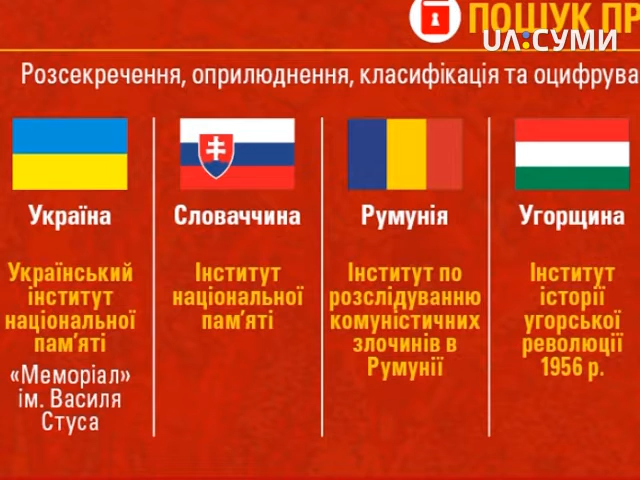 ПОШУК ПР
UA:СУМИ
Розсекречення, оприлюднення, класифікація та оцифрува
Україна
Словаччина
Румунія
Угорщина
Український
інститут
національної
пам'яті
«Меморіал»
ім. Василя
Стуса
Інститут
національної
пам'яті
Інститут по
розслідуванню
комуністичних
злочинів в
Румунії
Інститут
історії
угорської
революції
1956 р.